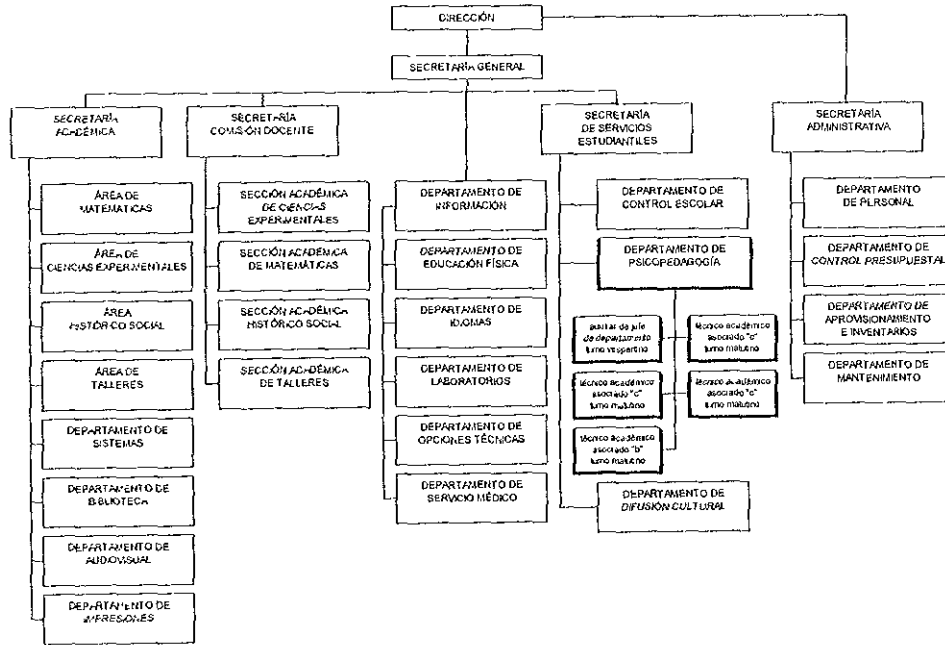 DIRECCIÓN
SECRETARÍA GENERAL
SECRETARÍA
ACADÉMICA
SECRETARÍA
COMISIÓN DOCENTE
SECRETARÍA
DE SERVICIOS
ESTUDIANTILES
SECRETARÍA
ADMINISTRATIVA
ÁREA DE
MATEMÁTICAS
ÁREA DE
CIENCIAS EXPERIMENTALES
ÁREA
HISTÓRICO SOCIAL
ÁREA DE
TALLERES
DEPARTAMENTO DE
SISTEMAS
DEPARTAMENTO DE
BIBLIOTECA
DEPARTAMENTO DE
AUDIOVISUAL
DEPARTAMENTO DE
IMPRESIONES
SECCIÓN ACADÉMICA
DE CIENCIAS
EXPERIMENTALES
SECCIÓN ACADÉMICA
DE MATEMÁTICAS
SECCIÓN ACADÉMICA
HISTÓRICO SOCIAL
SECCIÓN ACADÉMICA
DE TALLERES
DEPARTAMENTO DE
INFORMACIÓN
DEPARTAMENTO DE
EDUCACIÓN FÍSICA
DEPARTAMENTO DE
IDIOMAS
DEPARTAMENTO DE
LABORATORIOS
DEPARTAMENTO DE
OPCIONES TÉCNICAS
DEPARTAMENTO DE
SERVICIO MÉDICO
DEPARTAMENTO DE
CONTROL ESCOLAR
DEPARTAMENTO DE
PSICOPEDAGOGÍA
auxiliar de jefe
de departamento
turno vespertino
técnico académico
asociado "c"
turno matutino
técnico académico
asociado "c"
turno matutino
técnico académico
asociado "c"
turno matutino
técnico académico
asociado "b"
turno matutino
DEPARTAMENTO DE
DIFUSIÓN CULTURAL
DEPARTAMENTO
DE PERSONAL
DEPARTAMENTO DE
CONTROL PRESUPUESTAL
DEPARTAMENTO DE
APROVISIONAMIENTO
E INVENTARIOS
DEPARTAMENTO DE
MANTENIMIENTO